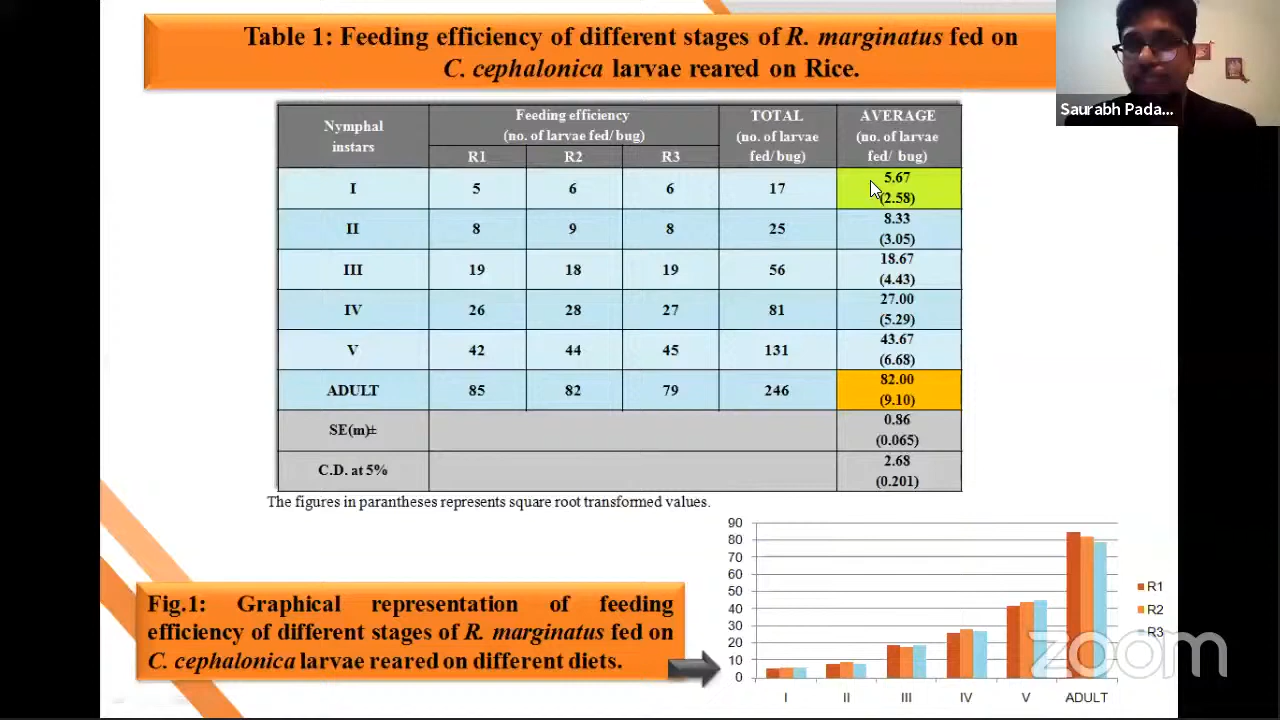 Table 1: Feeding efficiency of different stages of R. marginatus fed on
C. cephalonica larvae reared on Rice.
Saurabh Pada...
Nymphal instars
Feeding efficiency
(no. of larvae fed/ bug)
TOTAL
(no. of larvae fed/ bug)
AVERAGE
(no. of larvae fed/ bug)
R1 R2 R3
I 5 6 6 17 5.67 (2.58)
II 8 9 8 25 8.33 (3.05)
III 19 18 19 56 18.67 (4.43)
IV 26 28 27 81 27.00 (5.29)
V 42 44 45 131 43.67 (6.68)
ADULT 85 82 79 246 82.00 (9.10)
SE(m)± 0.86 (0.065)
C.D. at 5% 2.68 (0.201)
The figures in parantheses represents square root transformed values.
Fig.1: Graphical representation of feeding
efficiency of different stages of R. marginatus fed on
C. cephalonica larvae reared on different diets.
90
80
70
60
50
40
30
20
10
0
I II III IV V ADULT
R1
R2
R3
zoom